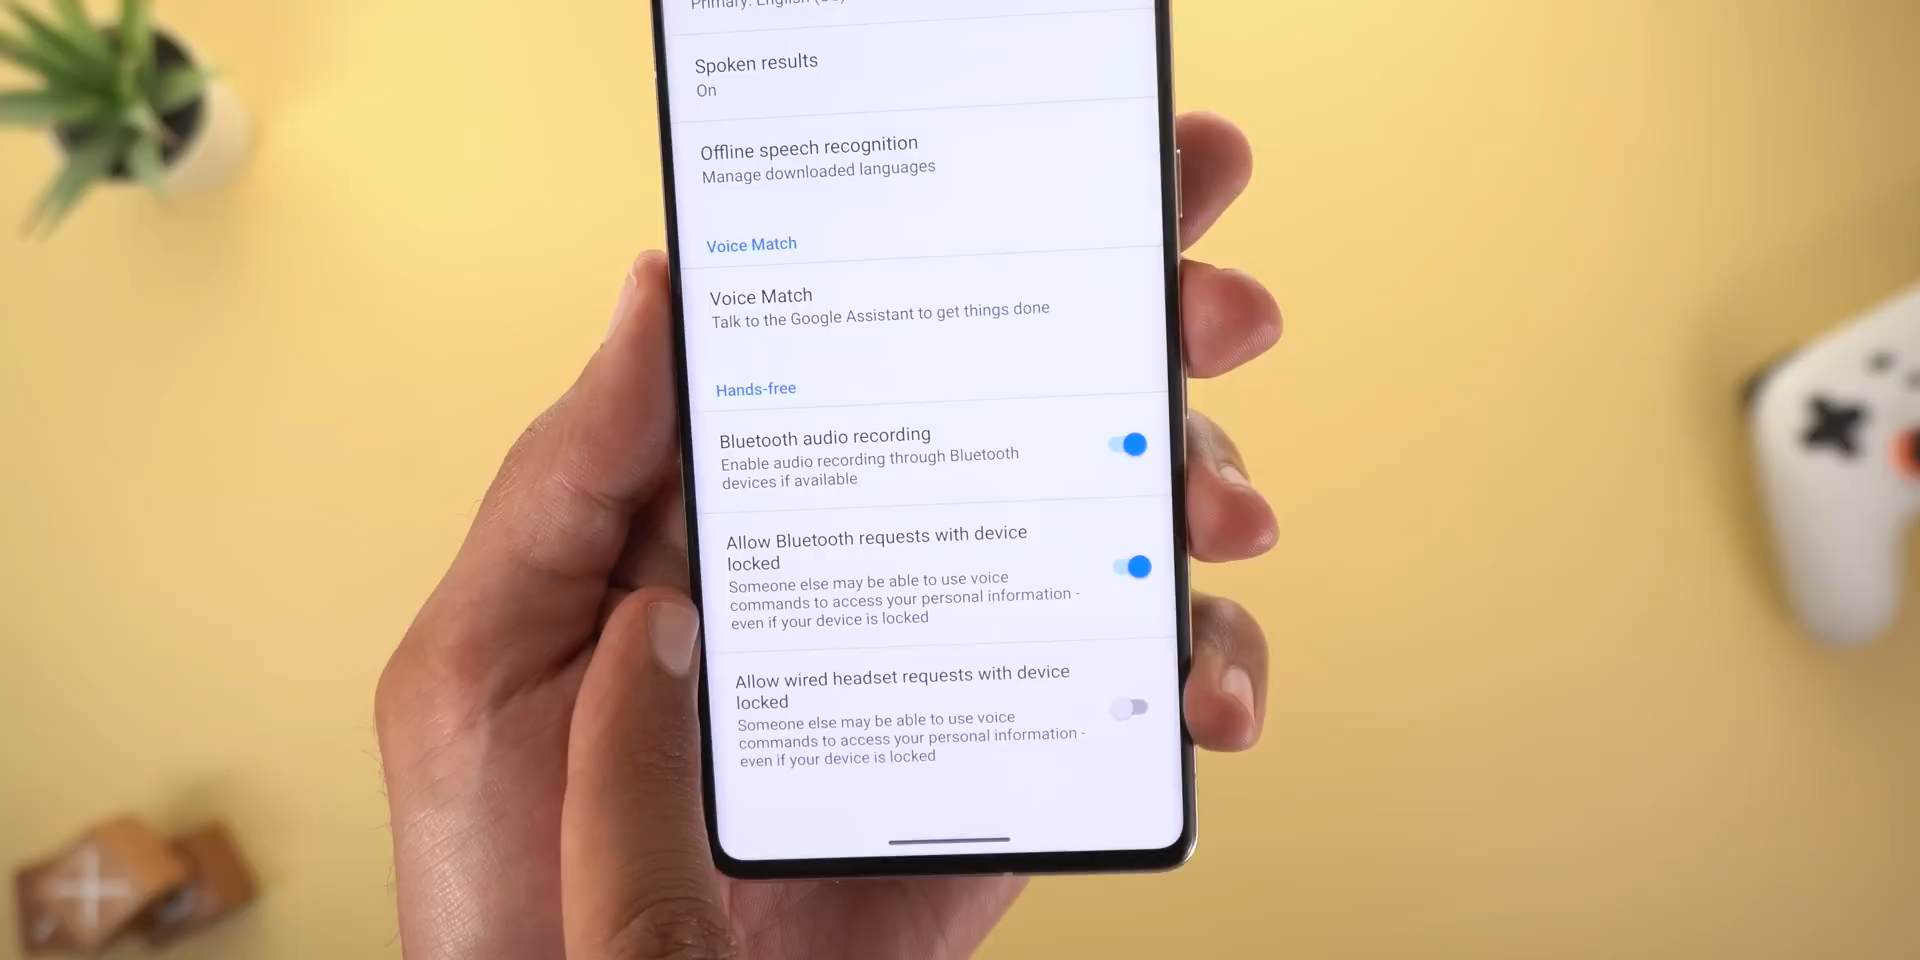 Primary: English
Spoken results
On
Offline speech recognition
Manage downloaded languages
Voice Match
Voice Match
Talk to the Google Assistant to get things done
Hands-free
Bluetooth audio recording
Enable audio recording through Bluetooth
devices if available
Allow Bluetooth requests with device
locked
Someone else may be able to use voice
commands to access your personal information -
even if your device is locked
Allow wired headset requests with device
locked
Someone else may be able to use voice
commands to access your personal information -
even if your device is locked